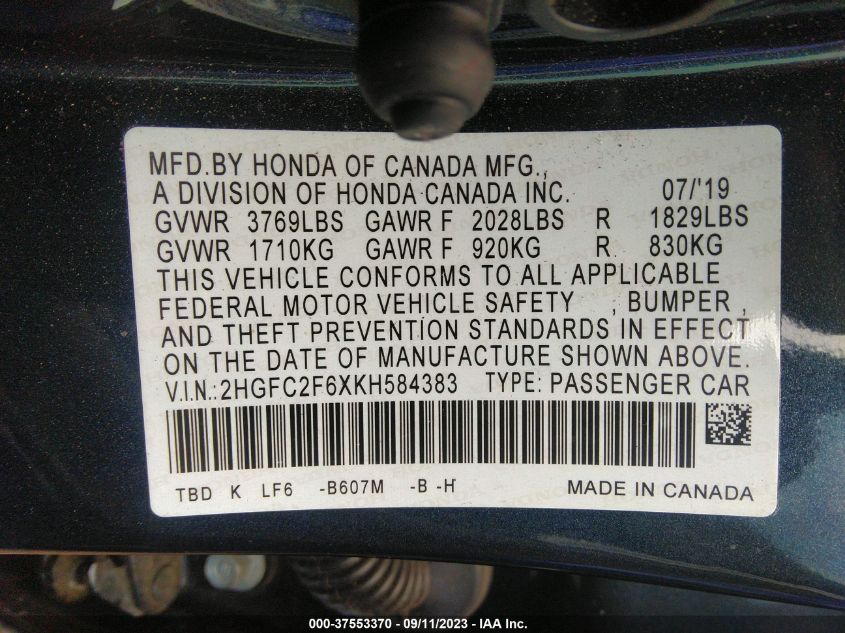 MFD.BY HONDA OF CANADA MFG.,
A DIVISION OF HONDA CANADA INC. 07/'19
GVWR 3769LBS GAWR F 2028LBS R 1829LBS
GVWR 1710KG GAWR F 920KG R 830KG
THIS VEHICLE CONFORMS TO ALL APPLICABLE
FEDERAL MOTOR VEHICLE SAFETY , BUMPER ,
AND THEFT PREVENTION STANDARDS IN EFFECT
ON THE DATE OF MANUFACTURE SHOWN ABOVE.
V.I.N.:2HGFC2F6XKH584383 TYPE: PASSENGER CAR
TBD K LF6 -B607M -B -H MADE IN CANADA
000-37553370 - 09/11/2023 - IAA Inc.